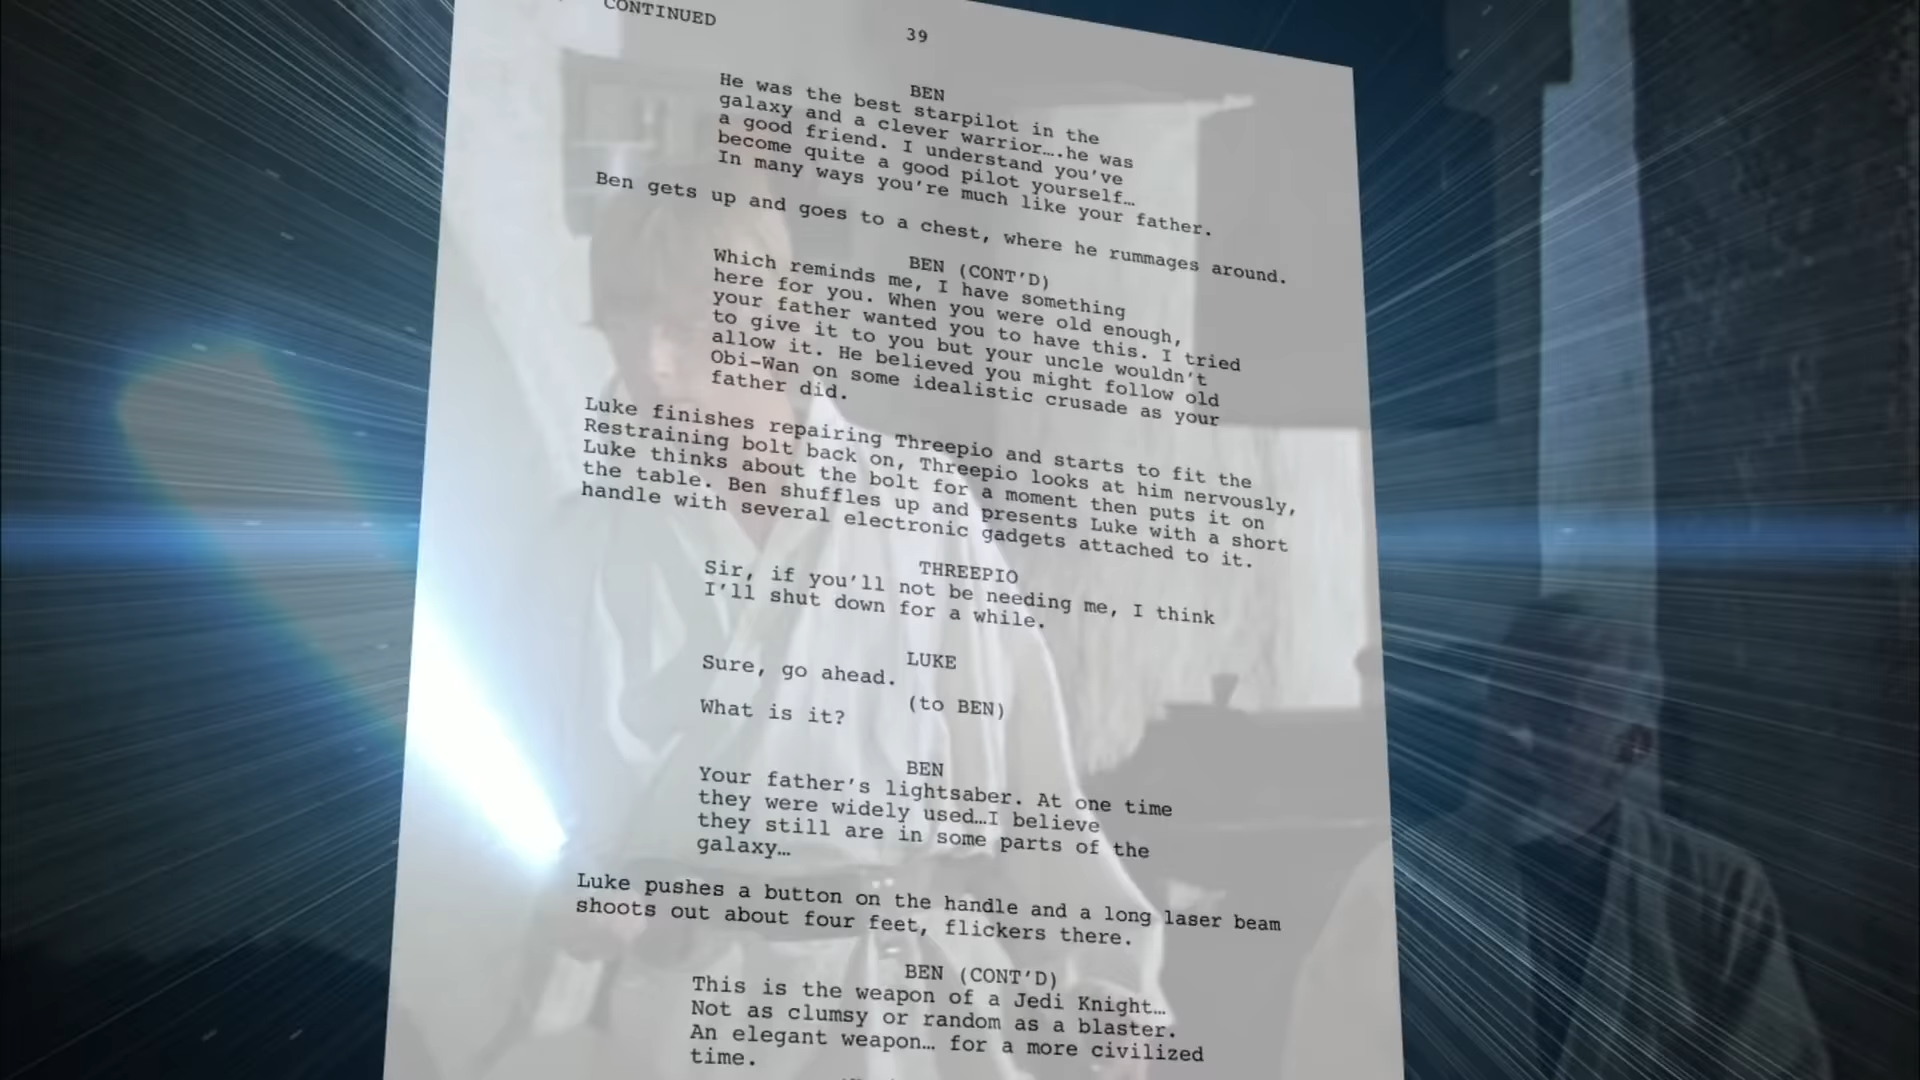 CONTINUED
39
BEN
He was the best starpilot in the
galaxy and a clever warrior….he was
a good friend. I understand you've
become quite a good pilot yourself…
In many ways you're much like your father.
Ben gets up and goes to a chest, where he rummages around.
BEN (CONT'D)
Which reminds me, I have something
here for you. When you were old enough,
your father wanted you to have this. I tried
to give it to you but your uncle wouldn't
allow it. He believed you might follow old
Obi-Wan on some idealistic crusade as your
father did.
Luke finishes repairing Threepio and starts to fit the
Restraining bolt back on, Threepio looks at him nervously,
Luke thinks about the bolt for a moment then puts it on
the table. Ben shuffles up and presents Luke with a short
handle with several electronic gadgets attached to it.
THREEPIO
Sir, if you'll not be needing me, I think
I'll shut down for a while.
LUKE
Sure, go ahead.
(to BEN)
What is it?
BEN
Your father's lightsaber. At one time
they were widely used…I believe
they still are in some parts of the
galaxy…
Luke pushes a button on the handle and a long laser beam
shoots out about four feet, flickers there.
BEN (CONT'D)
This is the weapon of a Jedi Knight…
Not as clumsy or random as a blaster.
An elegant weapon… for a more civilized
time.